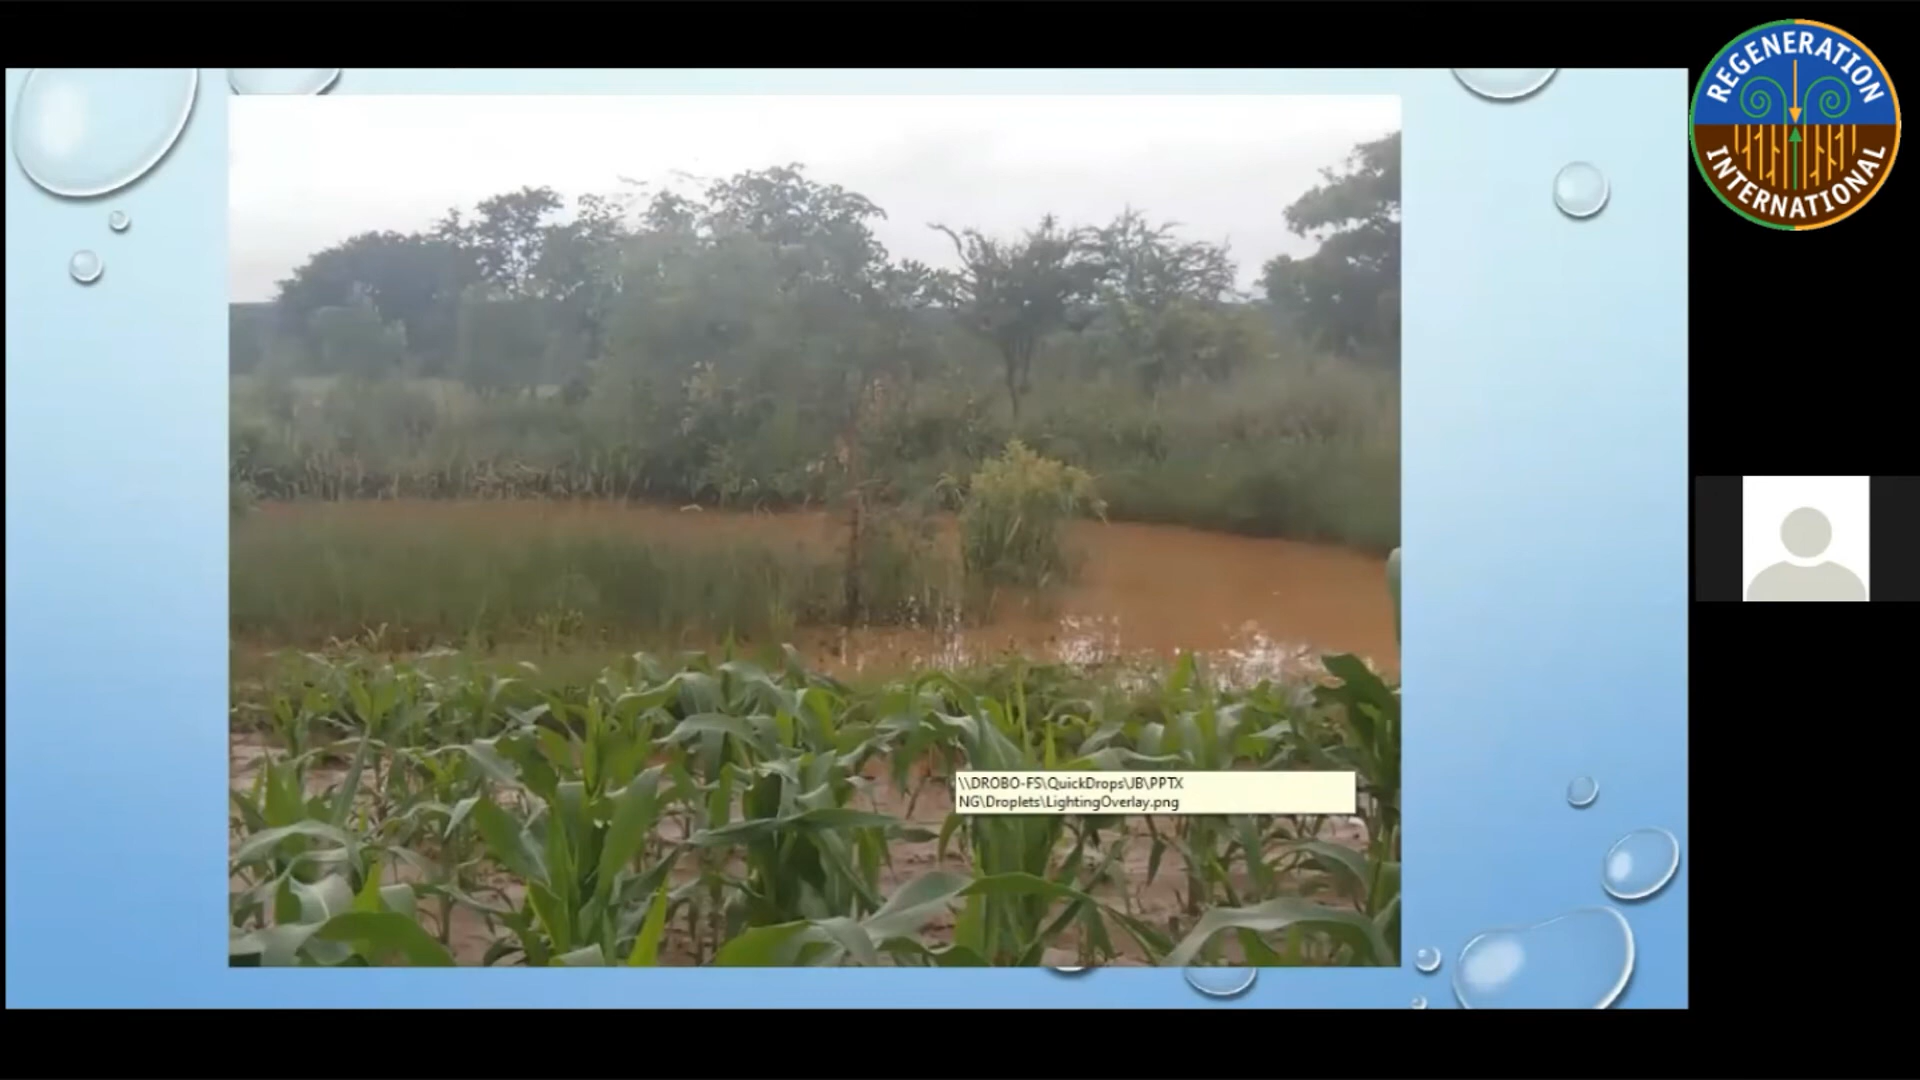 REGENERATION
INTERNATIONAL
\\DROBO-FS\QuickDrops\JB\PPTX
NG\Droplets\LightingOverlay.png